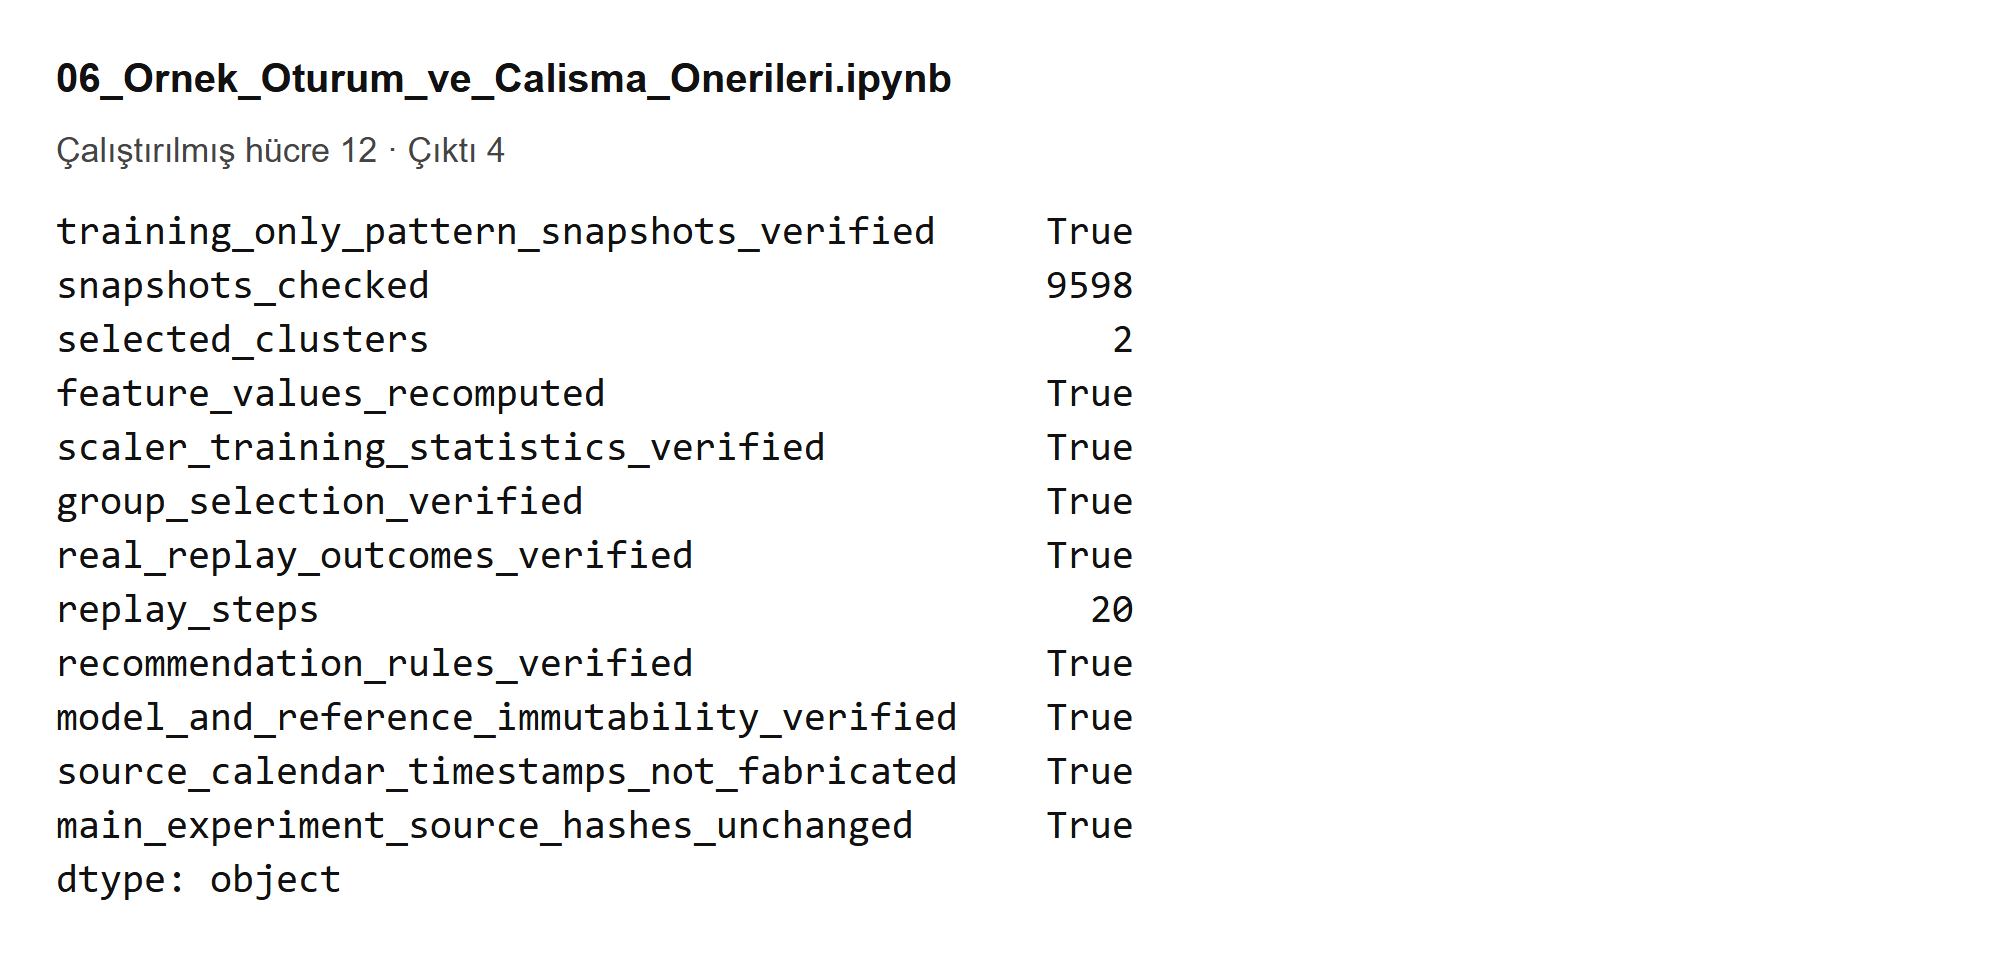 06_Ornek_Oturum_ve_Calisma_Onerileri.ipynb
Çalıştırılmış hücre 12 · Çıktı 4
training_only_pattern_snapshots_verified True
snapshots_checked 9598
selected_clusters 2
feature_values_recomputed True
scaler_training_statistics_verified True
group_selection_verified True
real_replay_outcomes_verified True
replay_steps 20
recommendation_rules_verified True
model_and_reference_immutability_verified True
source_calendar_timestamps_not_fabricated True
main_experiment_source_hashes_unchanged True
dtype: object